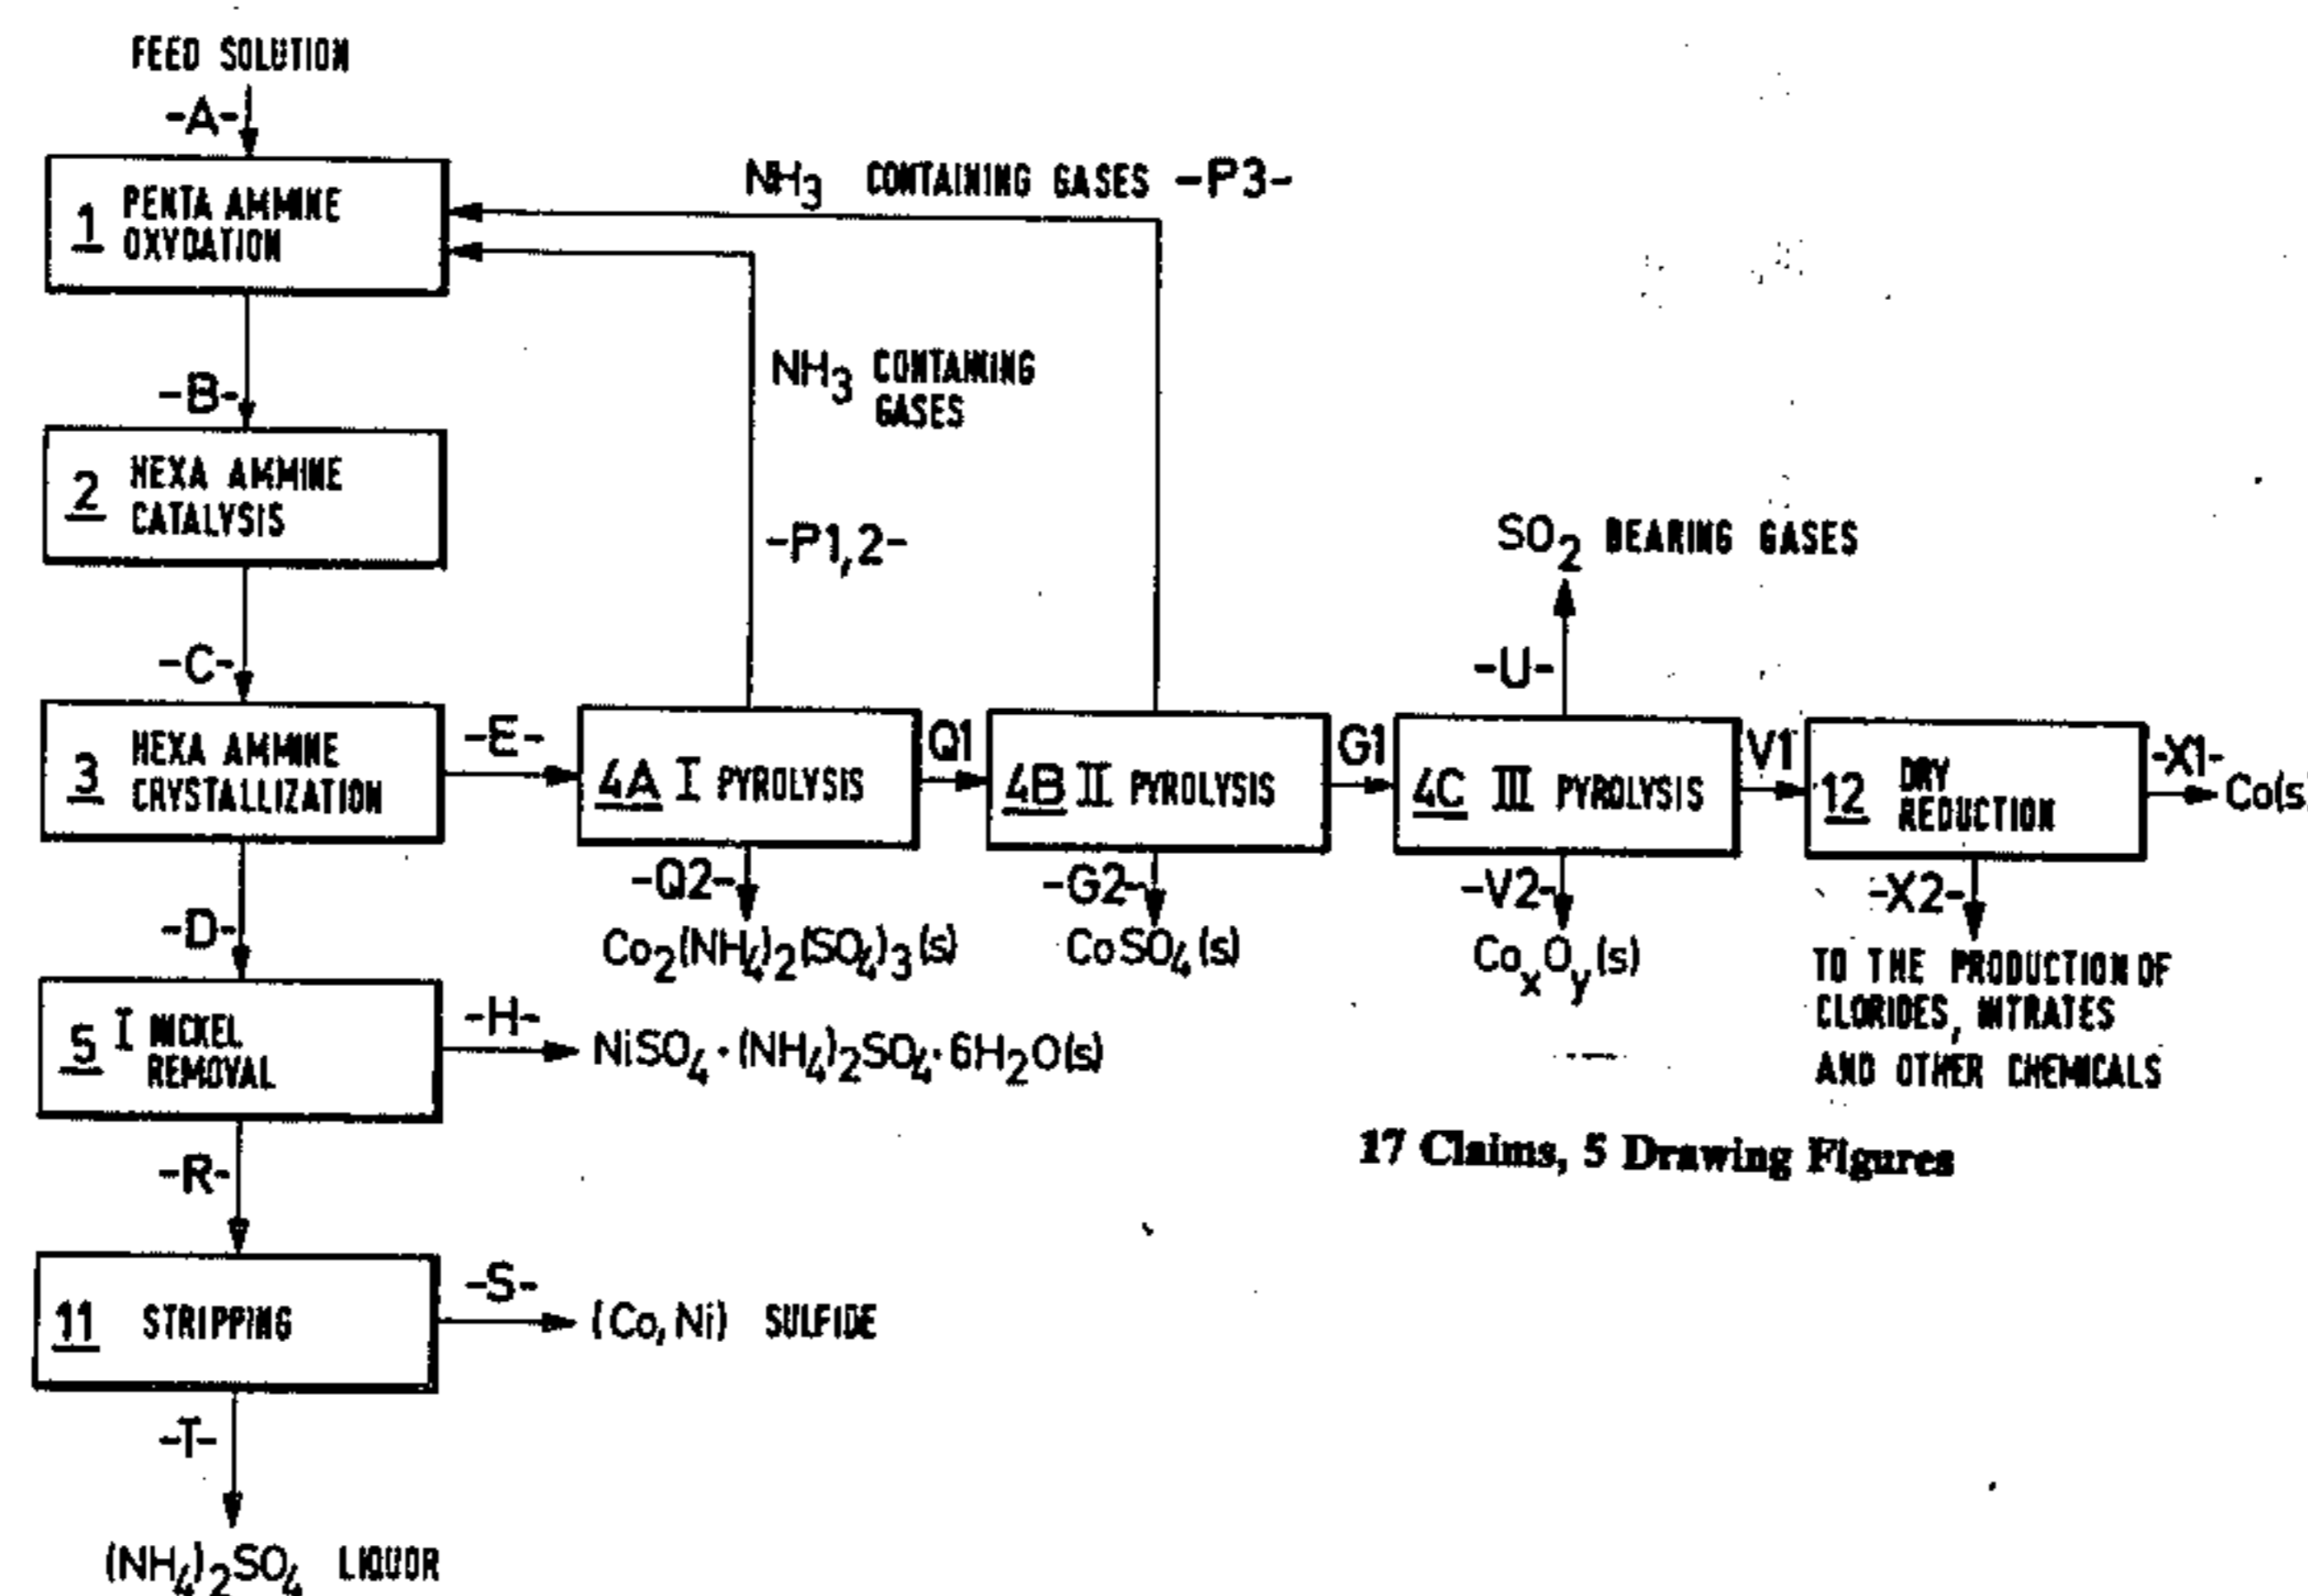 FEED SOLUTION
-A-
1 PENTA AMMINE
OXYDATION
NH3 CONTAINING GASES -P3-
NH3 CONTAINING
GASES
-B-
2 HEXA AMMINE
CATALYSIS
-P1,2-
SO2 BEARING GASES
-C-
-U-
3 HEXA AMMINE
CRYSTALLIZATION
-E-
4A I PYROLYSIS
Q1
4B II PYROLYSIS
G1
4C III PYROLYSIS
V1
12 DRY
REDUCTION
-X1-
Co(s
-Q2-
-G2-
-V2-
-X2-
-D-
Co2(NH4)2(SO4)3(s)
CoSO4(s)
CoxOy(s)
TO THE PRODUCTION OF
CLORIDES, NITRATES
AND OTHER CHEMICALS
5 I NICKEL
REMOVAL
-H-
NiSO4·(NH4)2SO4·6H2O(s)
17 Claims, 5 Drawing Figures
-R-
11 STRIPPING
-S-
(Co,Ni) SULFIDE
-T-
(NH4)2SO4 LIQUOR